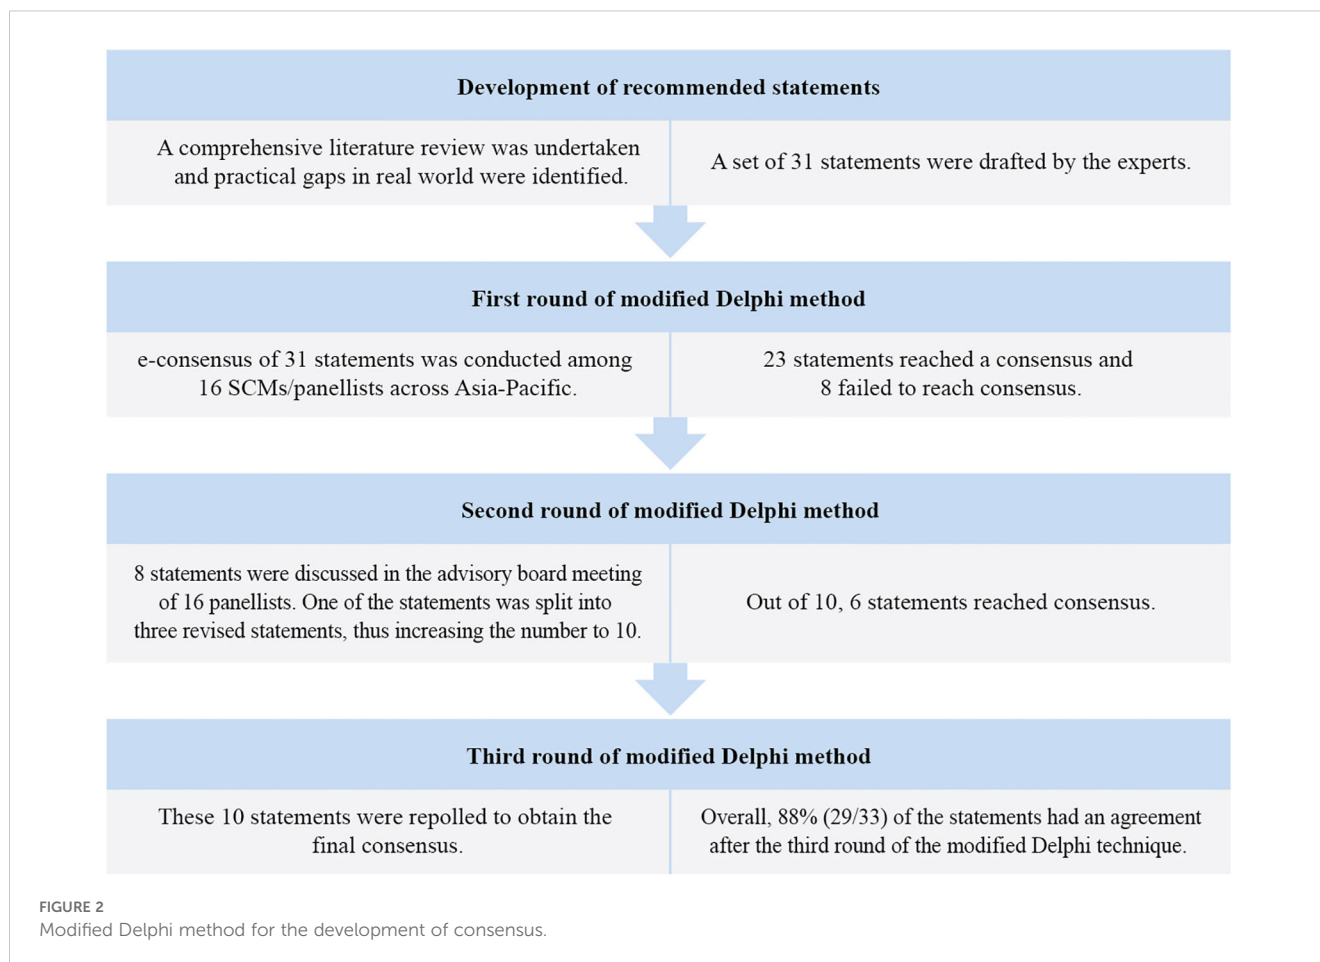 Development of recommended statements
A comprehensive literature review was undertaken
and practical gaps in real world were identified.
A set of 31 statements were drafted by the experts.
First round of modified Delphi method
e-consensus of 31 statements was conducted among
16 SCMs/panellists across Asia-Pacific.
23 statements reached a consensus and
8 failed to reach consensus.
Second round of modified Delphi method
8 statements were discussed in the advisory board meeting
of 16 panellists. One of the statements was split into
three revised statements, thus increasing the number to 10.
Out of 10, 6 statements reached consensus.
Third round of modified Delphi method
These 10 statements were repolled to obtain the
final consensus.
Overall, 88% (29/33) of the statements had an agreement
after the third round of the modified Delphi technique.
FIGURE 2
Modified Delphi method for the development of consensus.